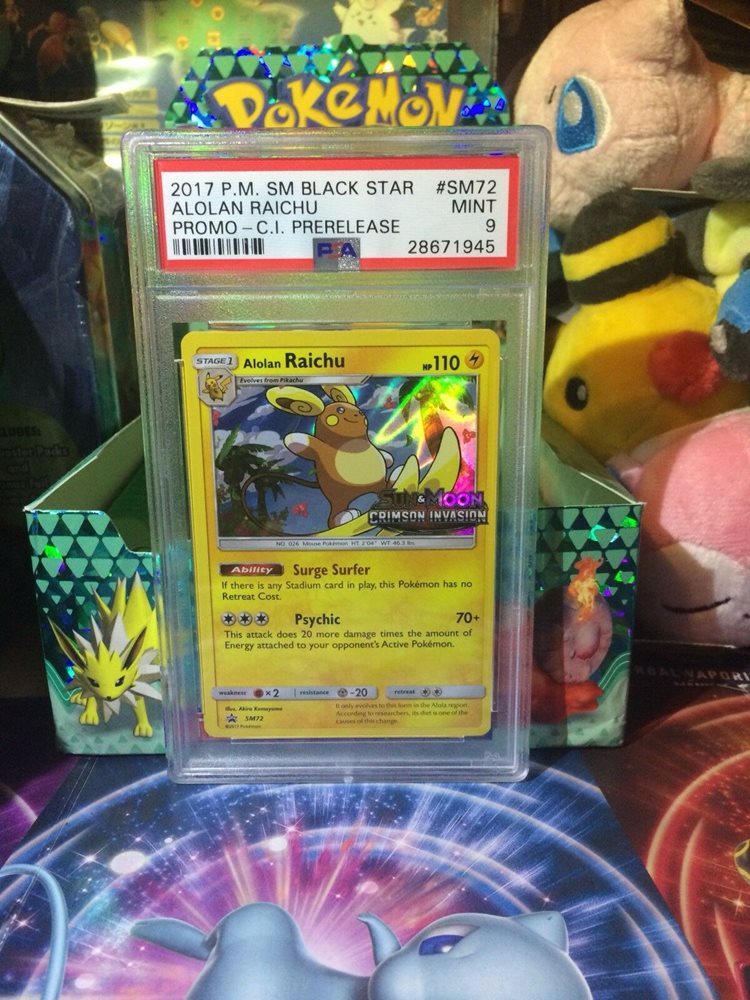 POKéMON
2017 P.M. SM BLACK STAR #SM72
ALOLAN RAICHU MINT
PROMO – C.I. PRERELEASE 9
PSA 28671945
STAGE 1 Alolan Raichu HP 110
Evolves from Pikachu
SUN & MOON
CRIMSON INVASION
NO. 026 Mouse Pokémon HT: 2'04" WT: 46.3 lbs.
Ability Surge Surfer
If there is any Stadium card in play, this Pokémon has no
Retreat Cost.
Psychic 70+
This attack does 20 more damage times the amount of
Energy attached to your opponent's Active Pokémon.
weakness ×2 resistance -20 retreat
Illus. Akira Komayama
SM72
©2017 Pokémon
It only evolves to this form in the Alola region.
According to researchers, its diet is one of the
causes of this change.